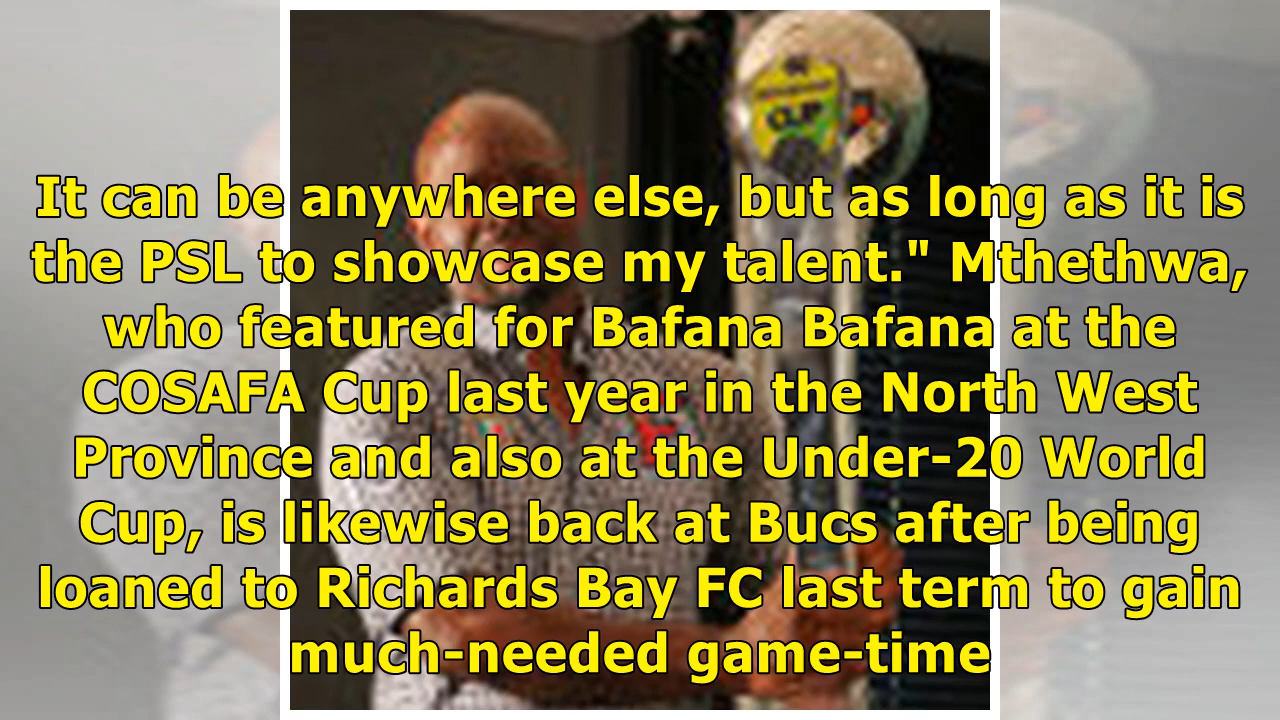 CUP
It can be anywhere else, but as long as it is
the PSL to showcase my talent." Mthethwa,
who featured for Bafana Bafana at the
COSAFA Cup last year in the North West
Province and also at the Under-20 World
Cup, is likewise back at Bucs after being
loaned to Richards Bay FC last term to gain
much-needed game-time